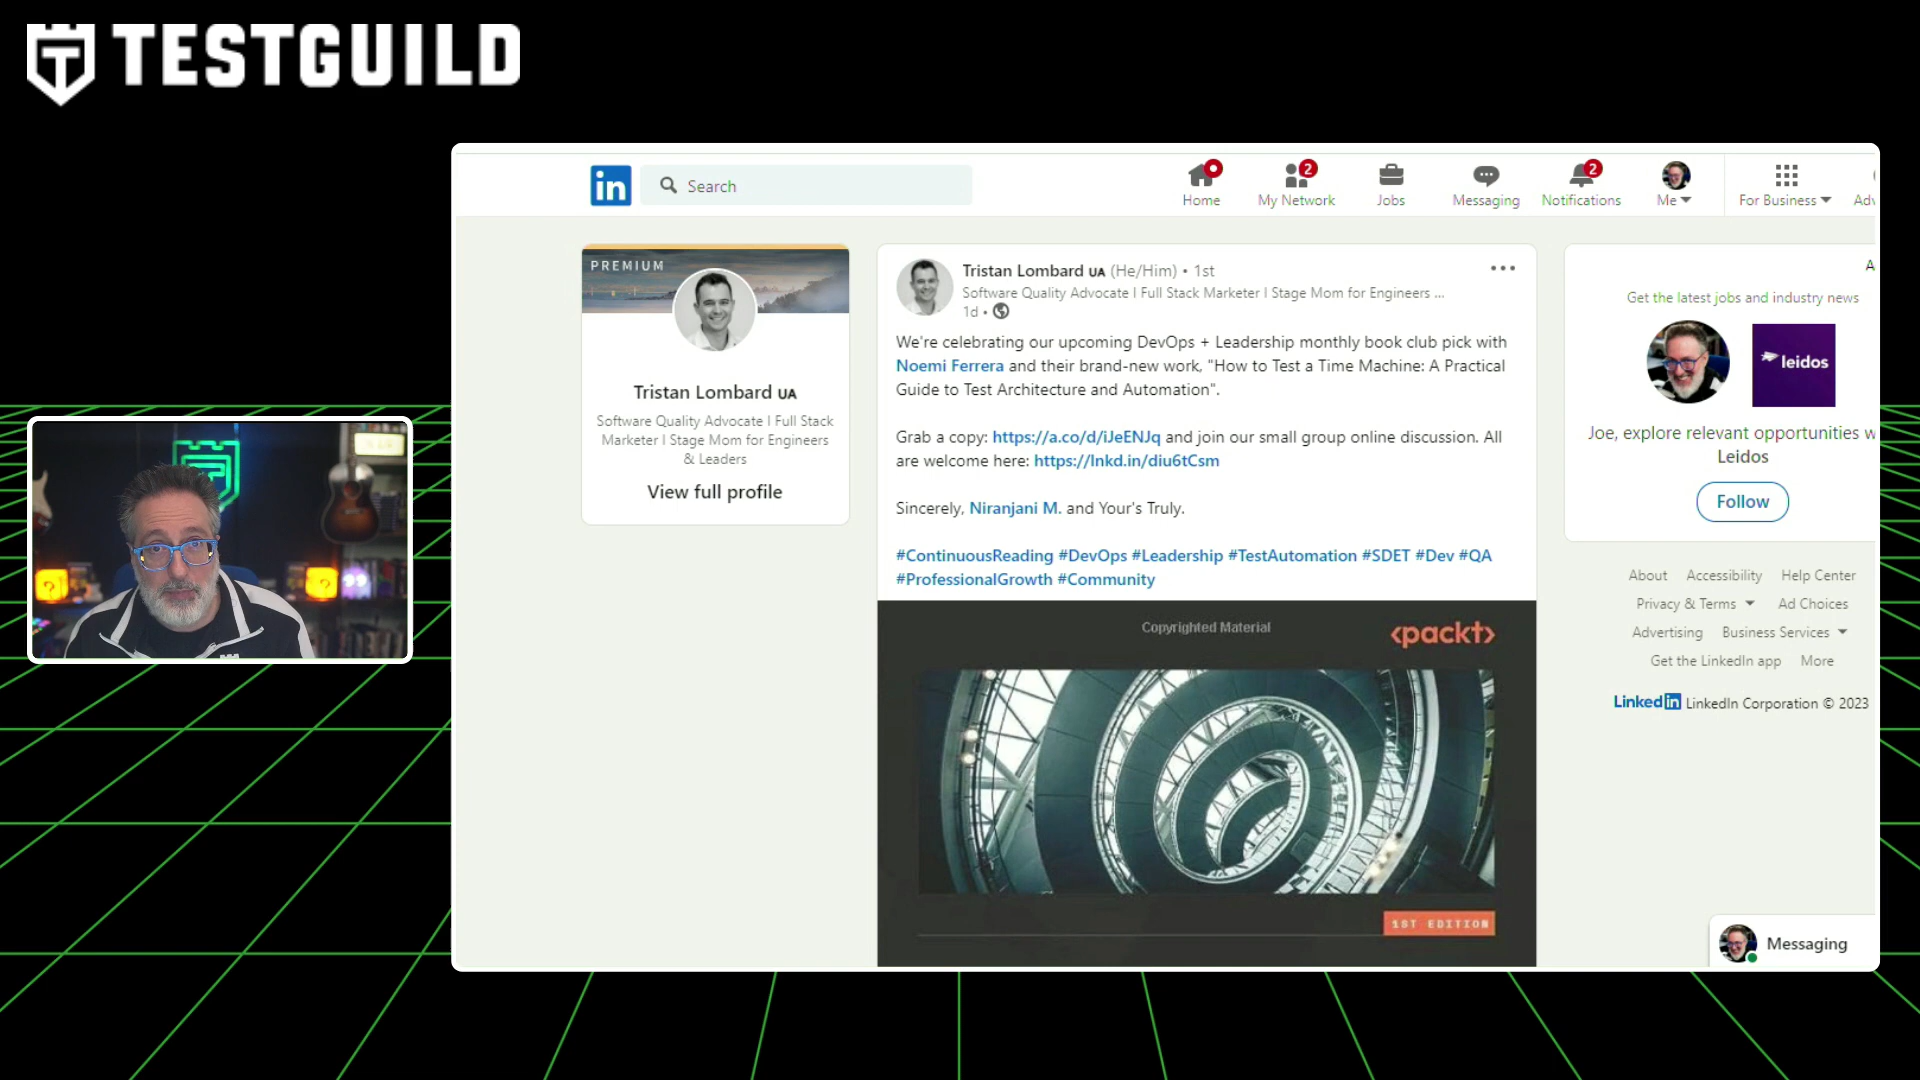 TESTGUILD
in
Search
Home
2
My Network
Jobs
Messaging
2
Notifications
Me
For Business
Adv
PREMIUM
Tristan Lombard UA
Software Quality Advocate I Full Stack
Marketer I Stage Mom for Engineers
& Leaders
View full profile
Tristan Lombard UA (He/Him) • 1st
Software Quality Advocate I Full Stack Marketer I Stage Mom for Engineers ...
1d •
We're celebrating our upcoming DevOps + Leadership monthly book club pick with
Noemi Ferrera and their brand-new work, "How to Test a Time Machine: A Practical
Guide to Test Architecture and Automation".
Grab a copy: https://a.co/d/iJeENJq and join our small group online discussion. All
are welcome here: https://lnkd.in/diu6tCsm
Sincerely, Niranjani M. and Your's Truly.
#ContinuousReading #DevOps #Leadership #TestAutomation #SDET #Dev #QA
#ProfessionalGrowth #Community
Copyrighted Material
<packt>
1ST EDITION
A
Get the latest jobs and industry news
leidos
Joe, explore relevant opportunities w
Leidos
Follow
About Accessibility Help Center
Privacy & Terms Ad Choices
Advertising Business Services
Get the LinkedIn app More
LinkedIn LinkedIn Corporation © 2023
Messaging